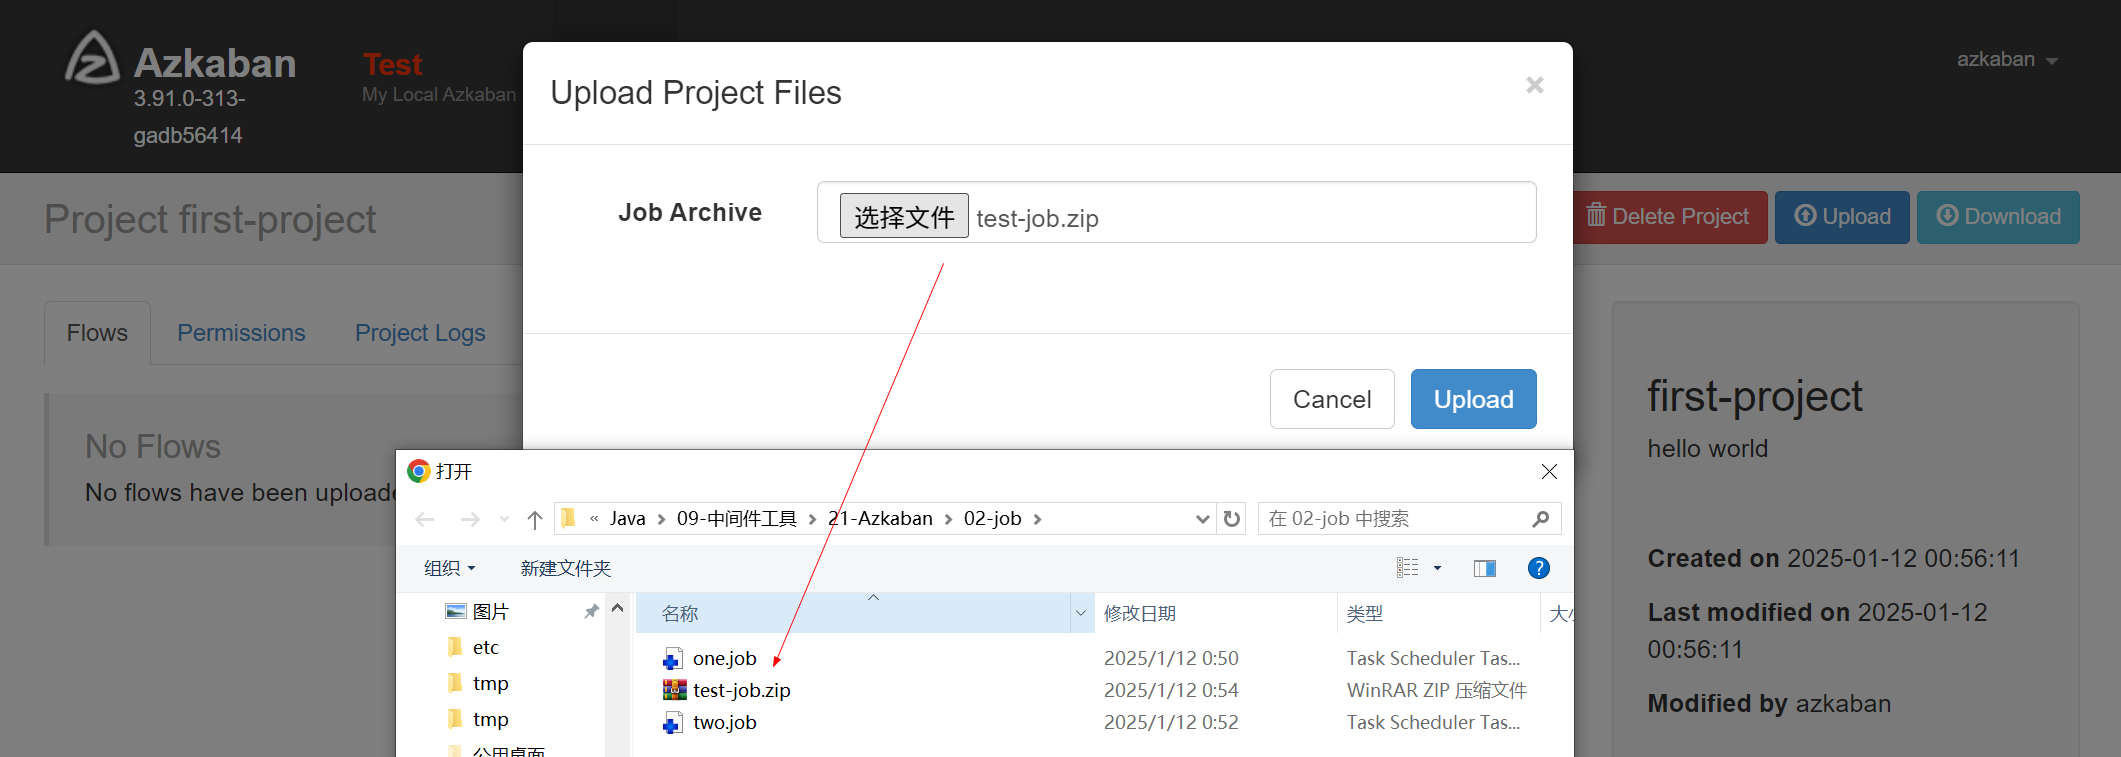 Azkaban
3.91.0-313-
gadb56414
Test
My Local Azkaban
azkaban
Upload Project Files
×
Job Archive
选择文件 test-job.zip
Cancel
Upload
Project first-project
Delete Project
Upload
Download
Flows
Permissions
Project Logs
No Flows
No flows have been uploade
first-project
hello world
Created on 2025-01-12 00:56:11
Last modified on 2025-01-12
00:56:11
Modified by azkaban
打开
« Java > 09-中间件工具 > 21-Azkaban > 02-job >
在 02-job 中搜索
组织
新建文件夹
?
图片
etc
tmp
tmp
公用桌面
名称 修改日期 类型 大小
one.job 2025/1/12 0:50 Task Scheduler Tas...
test-job.zip 2025/1/12 0:54 WinRAR ZIP 压缩文件
two.job 2025/1/12 0:52 Task Scheduler Tas...